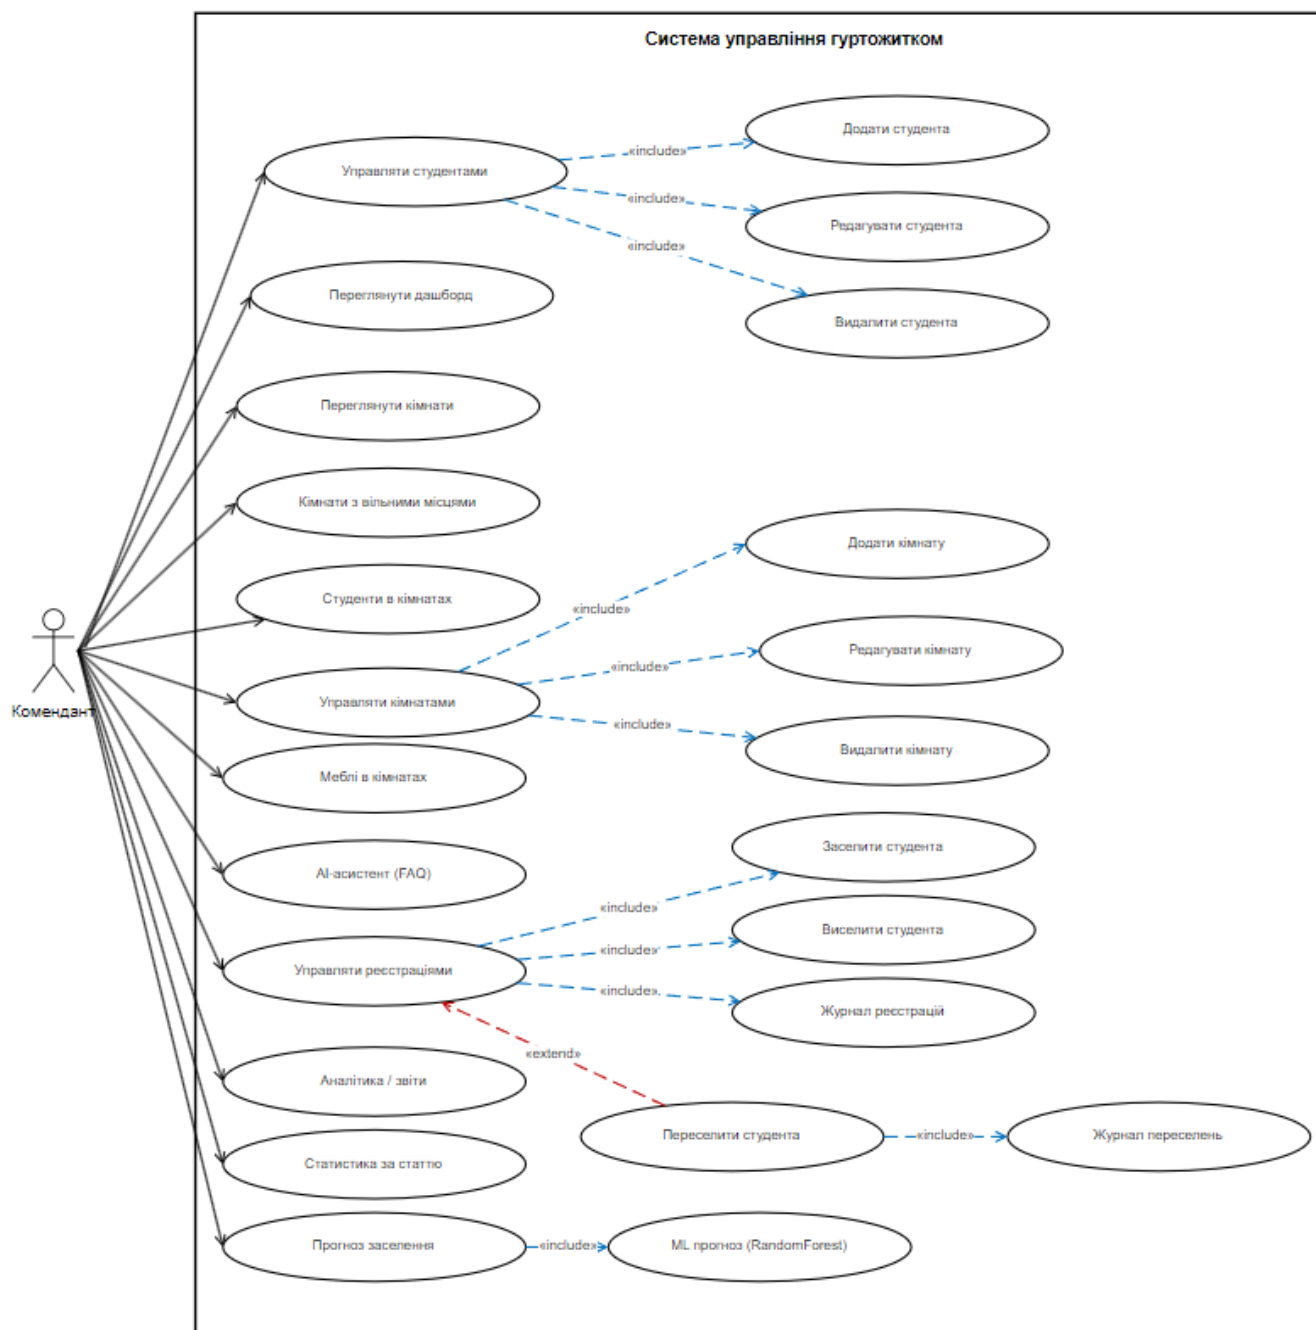 Система управління гуртожитком
Додати студента
«include»
Управляти студентами
«include»
Редагувати студента
«include»
Переглянути дашборд
Видалити студента
Переглянути кімнати
Кімнати з вільними місцями
Додати кімнату
Студенти в кімнатах
«include»
Редагувати кімнату
«include»
Управляти кімнатами
Комендант
«include»
Видалити кімнату
Меблі в кімнатах
Заселити студента
AI-асистент (FAQ)
«include»
Виселити студента
«include»
Управляти реєстраціями
«include»
Журнал реєстрацій
«extend»
Аналітика / звіти
Переселити студента
«include»
Журнал переселень
Статистика за статтю
Прогноз заселення
«include»
ML прогноз (RandomForest)